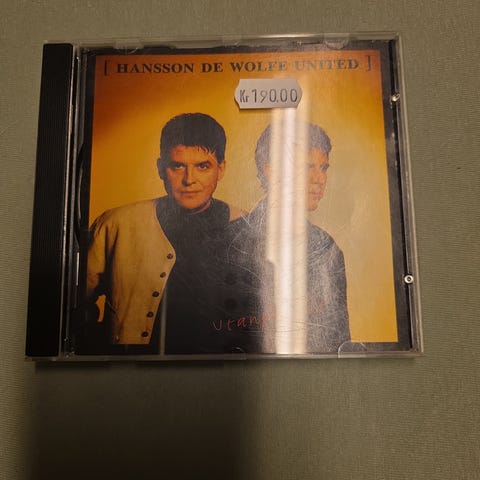 [ HANSSON DE WOLFE UNITED ]
Kr 190.00